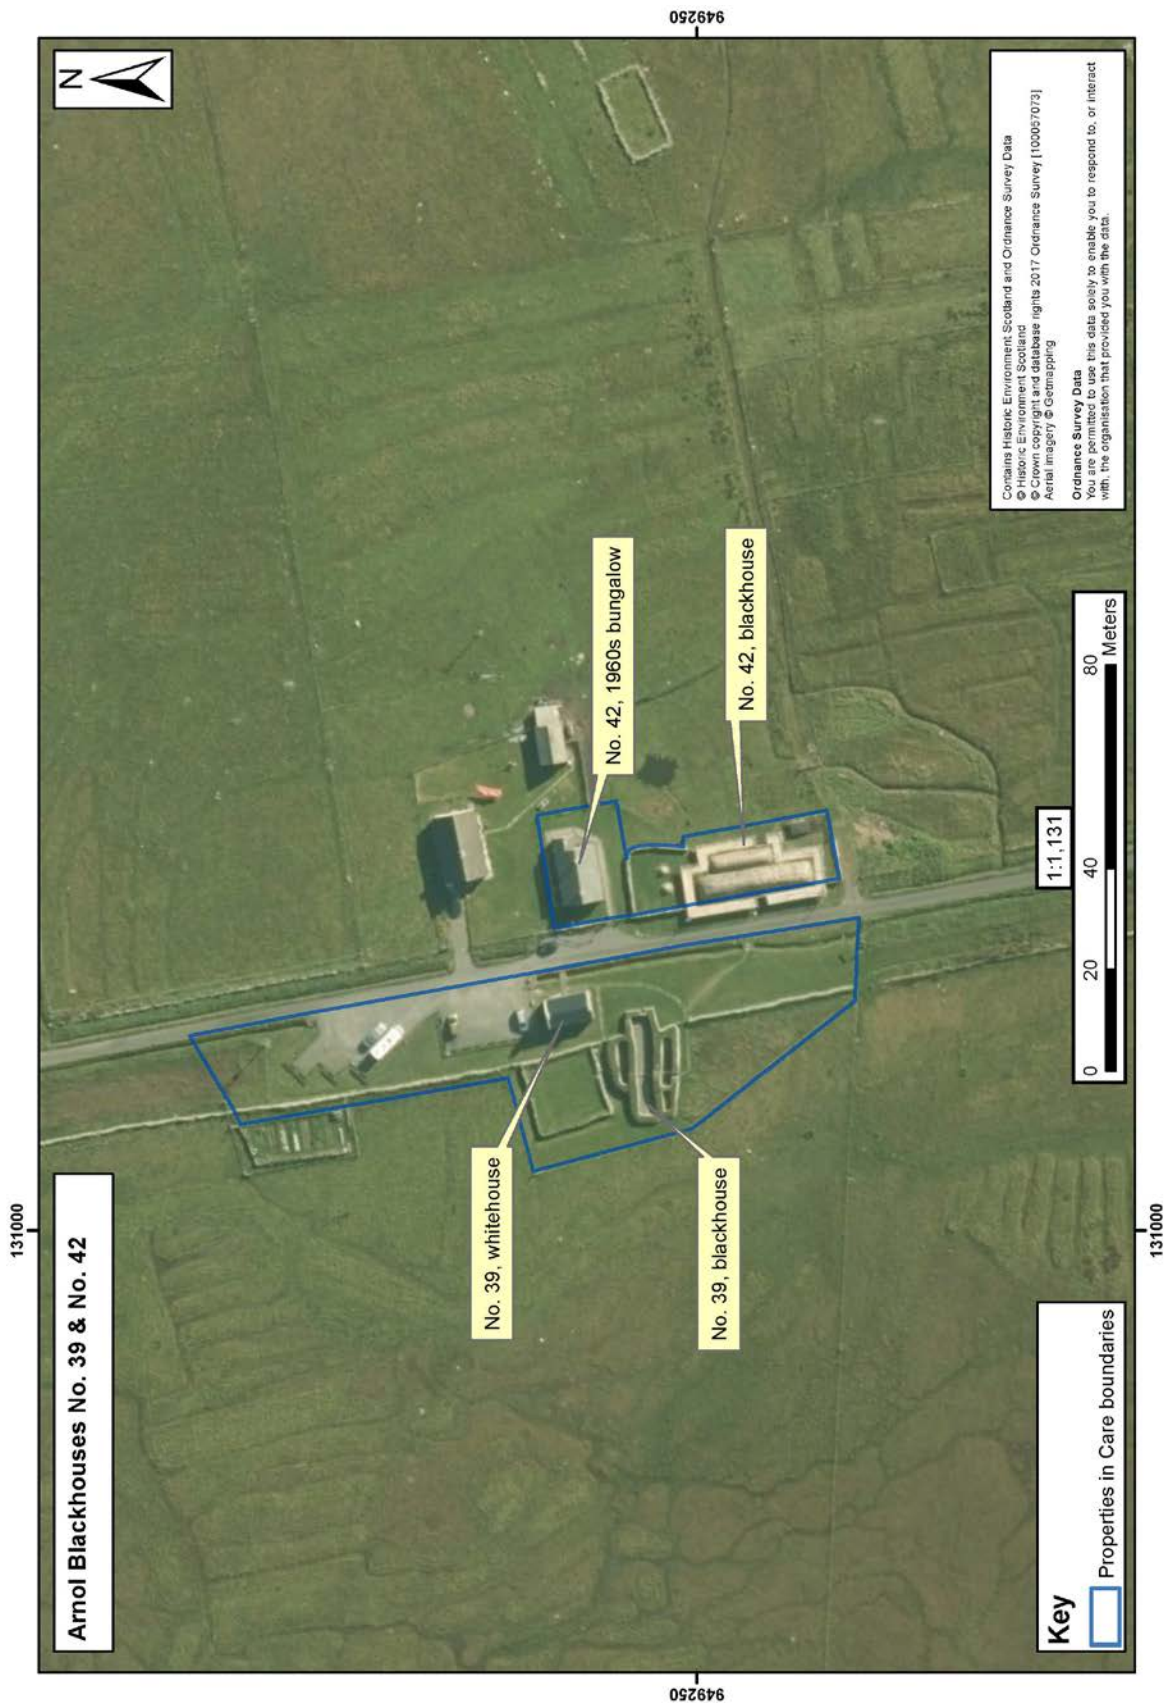 Arnol Blackhouses No. 39 & No. 42
131000
N
949250
No. 39, whitehouse
No. 42, 1960s bungalow
No. 39, blackhouse
No. 42, blackhouse
Key
Properties in Care boundaries
1:1,131
0 20 40 80
Meters
Contains Historic Environment Scotland and Ordnance Survey Data
© Historic Environment Scotland
© Crown copyright and database rights 2017 Ordnance Survey [100057073]
Aerial imagery © Getmapping
Ordnance Survey Data
You are permitted to use this data solely to enable you to respond to, or interact
with, the organisation that provided you with the data.
949250
131000